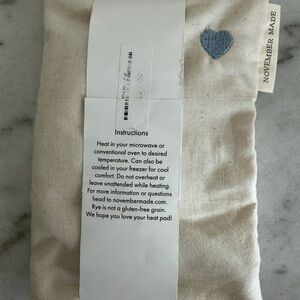 NOVEMBER MADE
Instructions
Heat in your microwave or
conventional oven to desired
temperature. Can also be
cooled in your freezer for cool
comfort. Do not overheat or
leave unattended while heating.
For more information or questions
head to novembermade.com.
Rye is not a gluten-free grain.
We hope you love your heat pad!